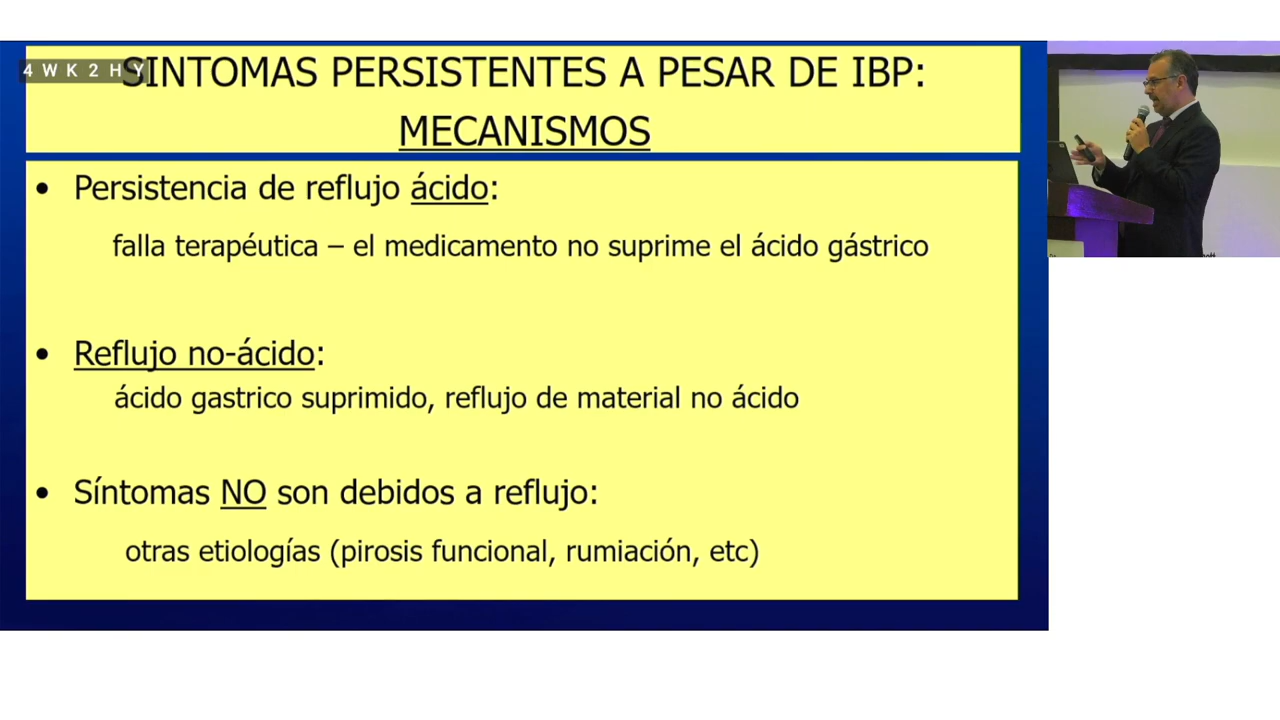 4WK2HY
SINTOMAS PERSISTENTES A PESAR DE IBP:
MECANISMOS
• Persistencia de reflujo ácido:
falla terapéutica – el medicamento no suprime el ácido gástrico
• Reflujo no-ácido:
ácido gastrico suprimido, reflujo de material no ácido
• Síntomas NO son debidos a reflujo:
otras etiologías (pirosis funcional, rumiación, etc)